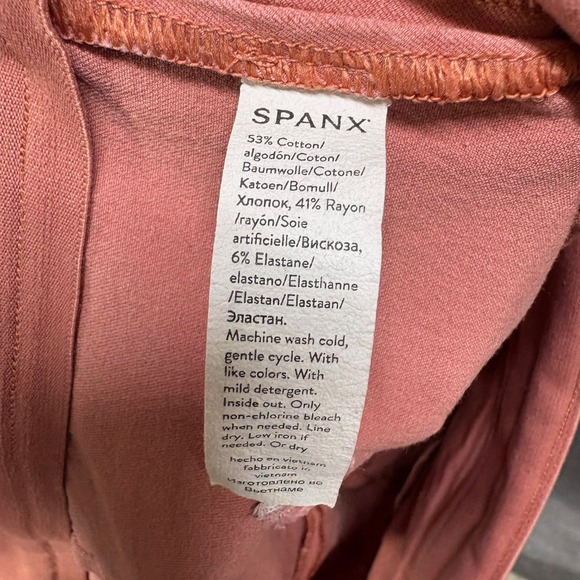 SPANX
53% Cotton/
algodón/Coton/
Baumwolle/Cotone/
Katoen/Bomull/
Хлопок, 41% Rayon
/rayón/Soie
artificielle/Вискоза,
6% Elastane/
elastano/Elasthanne
/Elastan/Elastaan/
Эластан.
Machine wash cold,
gentle cycle. With
like colors. With
mild detergent.
Inside out. Only
non-chlorine bleach
when needed. Line
dry. Low iron if
needed. Or dry
hecho en vietnam
fabbricato in
vietnam
Изготовлено во
Вьетнаме